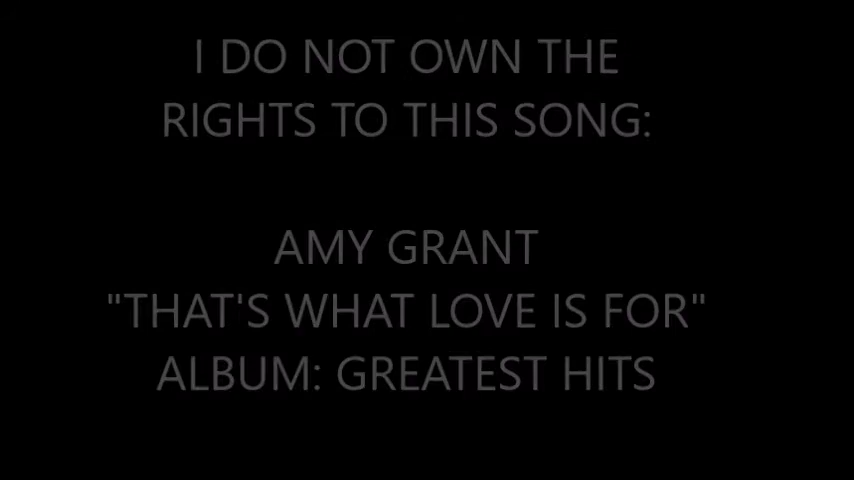 I DO NOT OWN THE
RIGHTS TO THIS SONG:
AMY GRANT
"THAT'S WHAT LOVE IS FOR"
ALBUM: GREATEST HITS